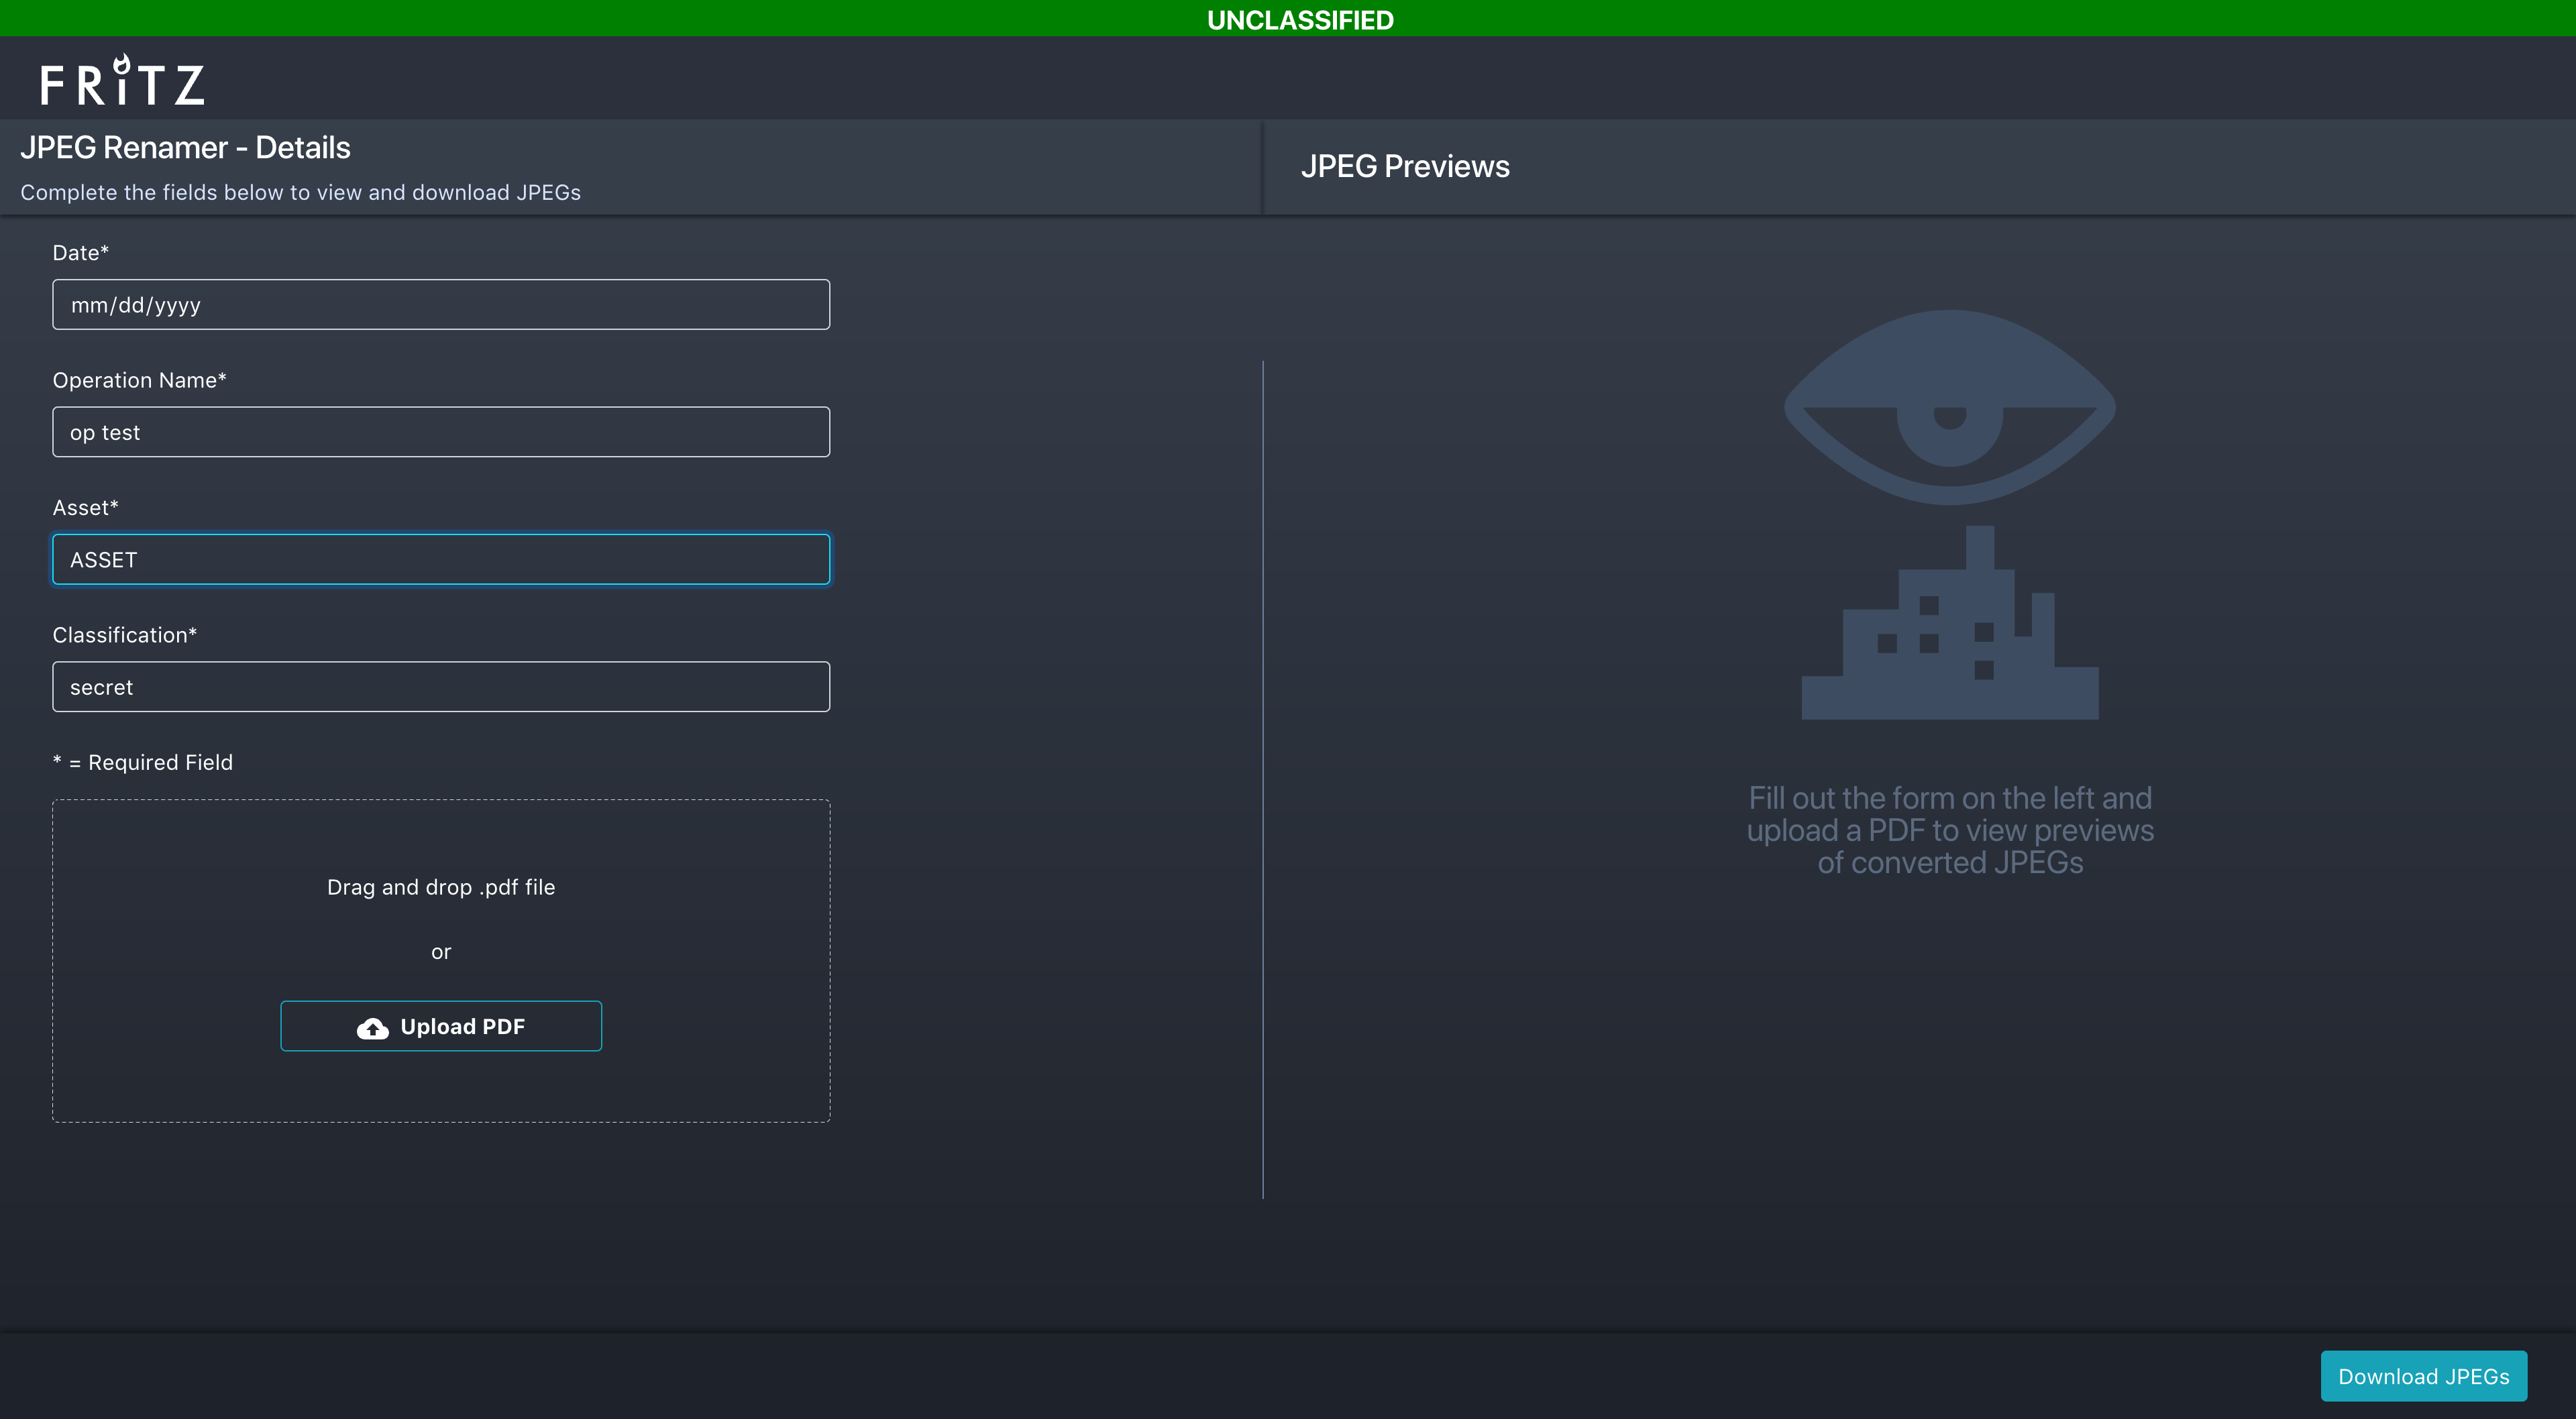 UNCLASSIFIED
FRiTZ
JPEG Renamer - Details
Complete the fields below to view and download JPEGs
JPEG Previews
Date*
mm/dd/yyyy
Operation Name*
op test
Asset*
ASSET
Classification*
secret
* = Required Field
Drag and drop .pdf file
or
Upload PDF
Fill out the form on the left and
upload a PDF to view previews
of converted JPEGs
Download JPEGs